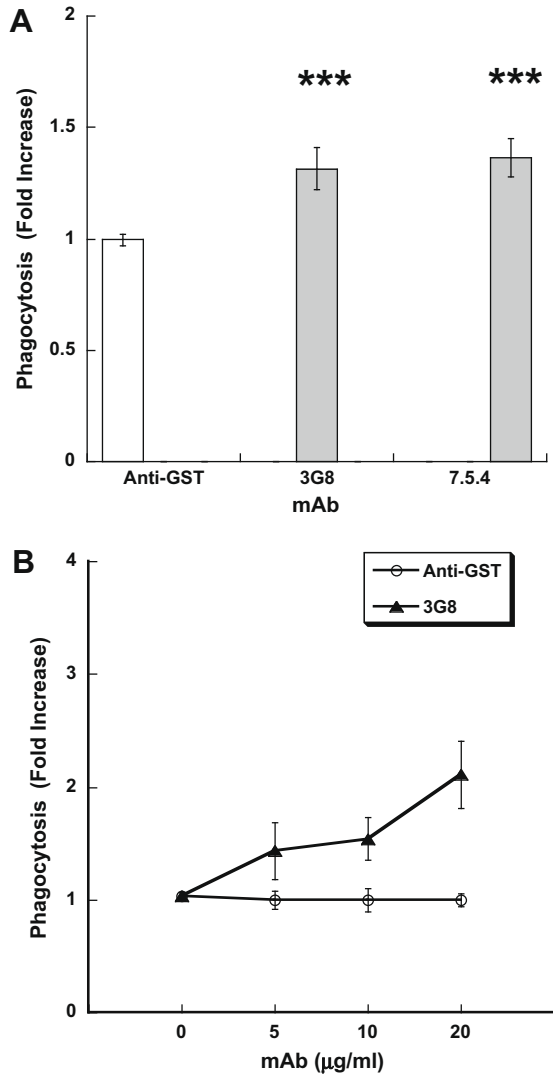 A
2
1.5
1
0.5
0
Phagocytosis (Fold Increase)
***
***
Anti-GST 3G8 7.5.4
mAb
B
4
3
2
1
0
Phagocytosis (Fold Increase)
Anti-GST
3G8
0 5 10 20
mAb (μg/ml)